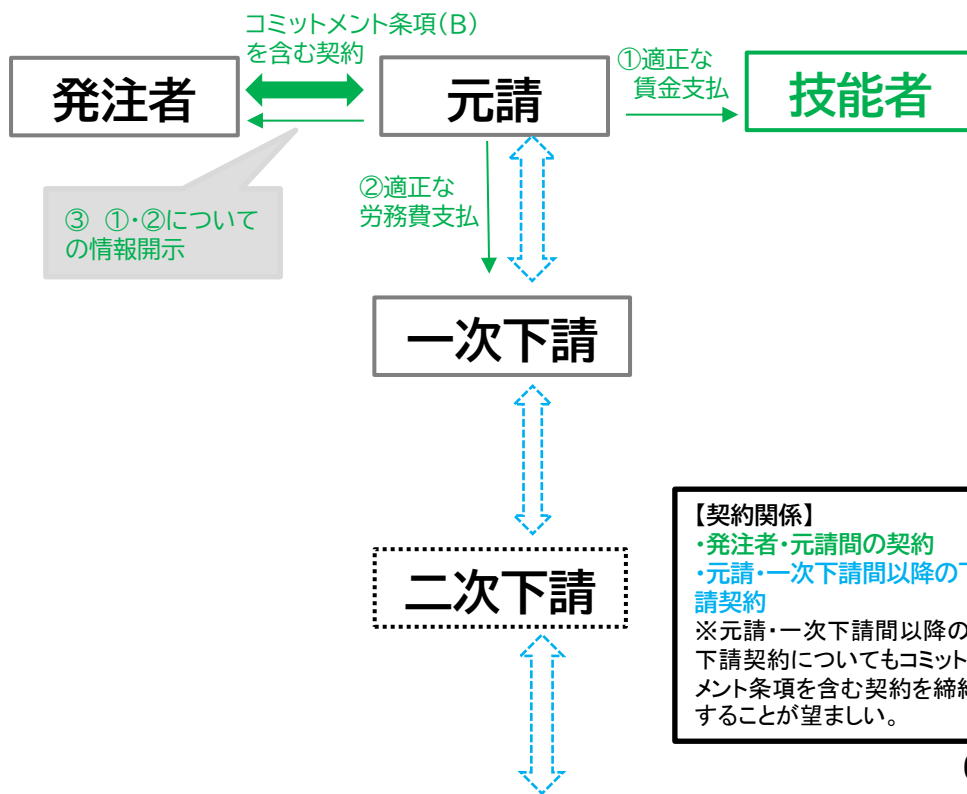 コミットメント条項(B)
を含む契約
発注者
元請
①適正な
賃金支払
技能者
②適正な
労務費支払
③ ①・②について
の情報開示
一次下請
二次下請
【契約関係】
・発注者・元請間の契約
・元請・一次下請間以降の
請契約
※元請・一次下請間以降の
下請契約についてもコミット
メント条項を含む契約を締
することが望ましい。